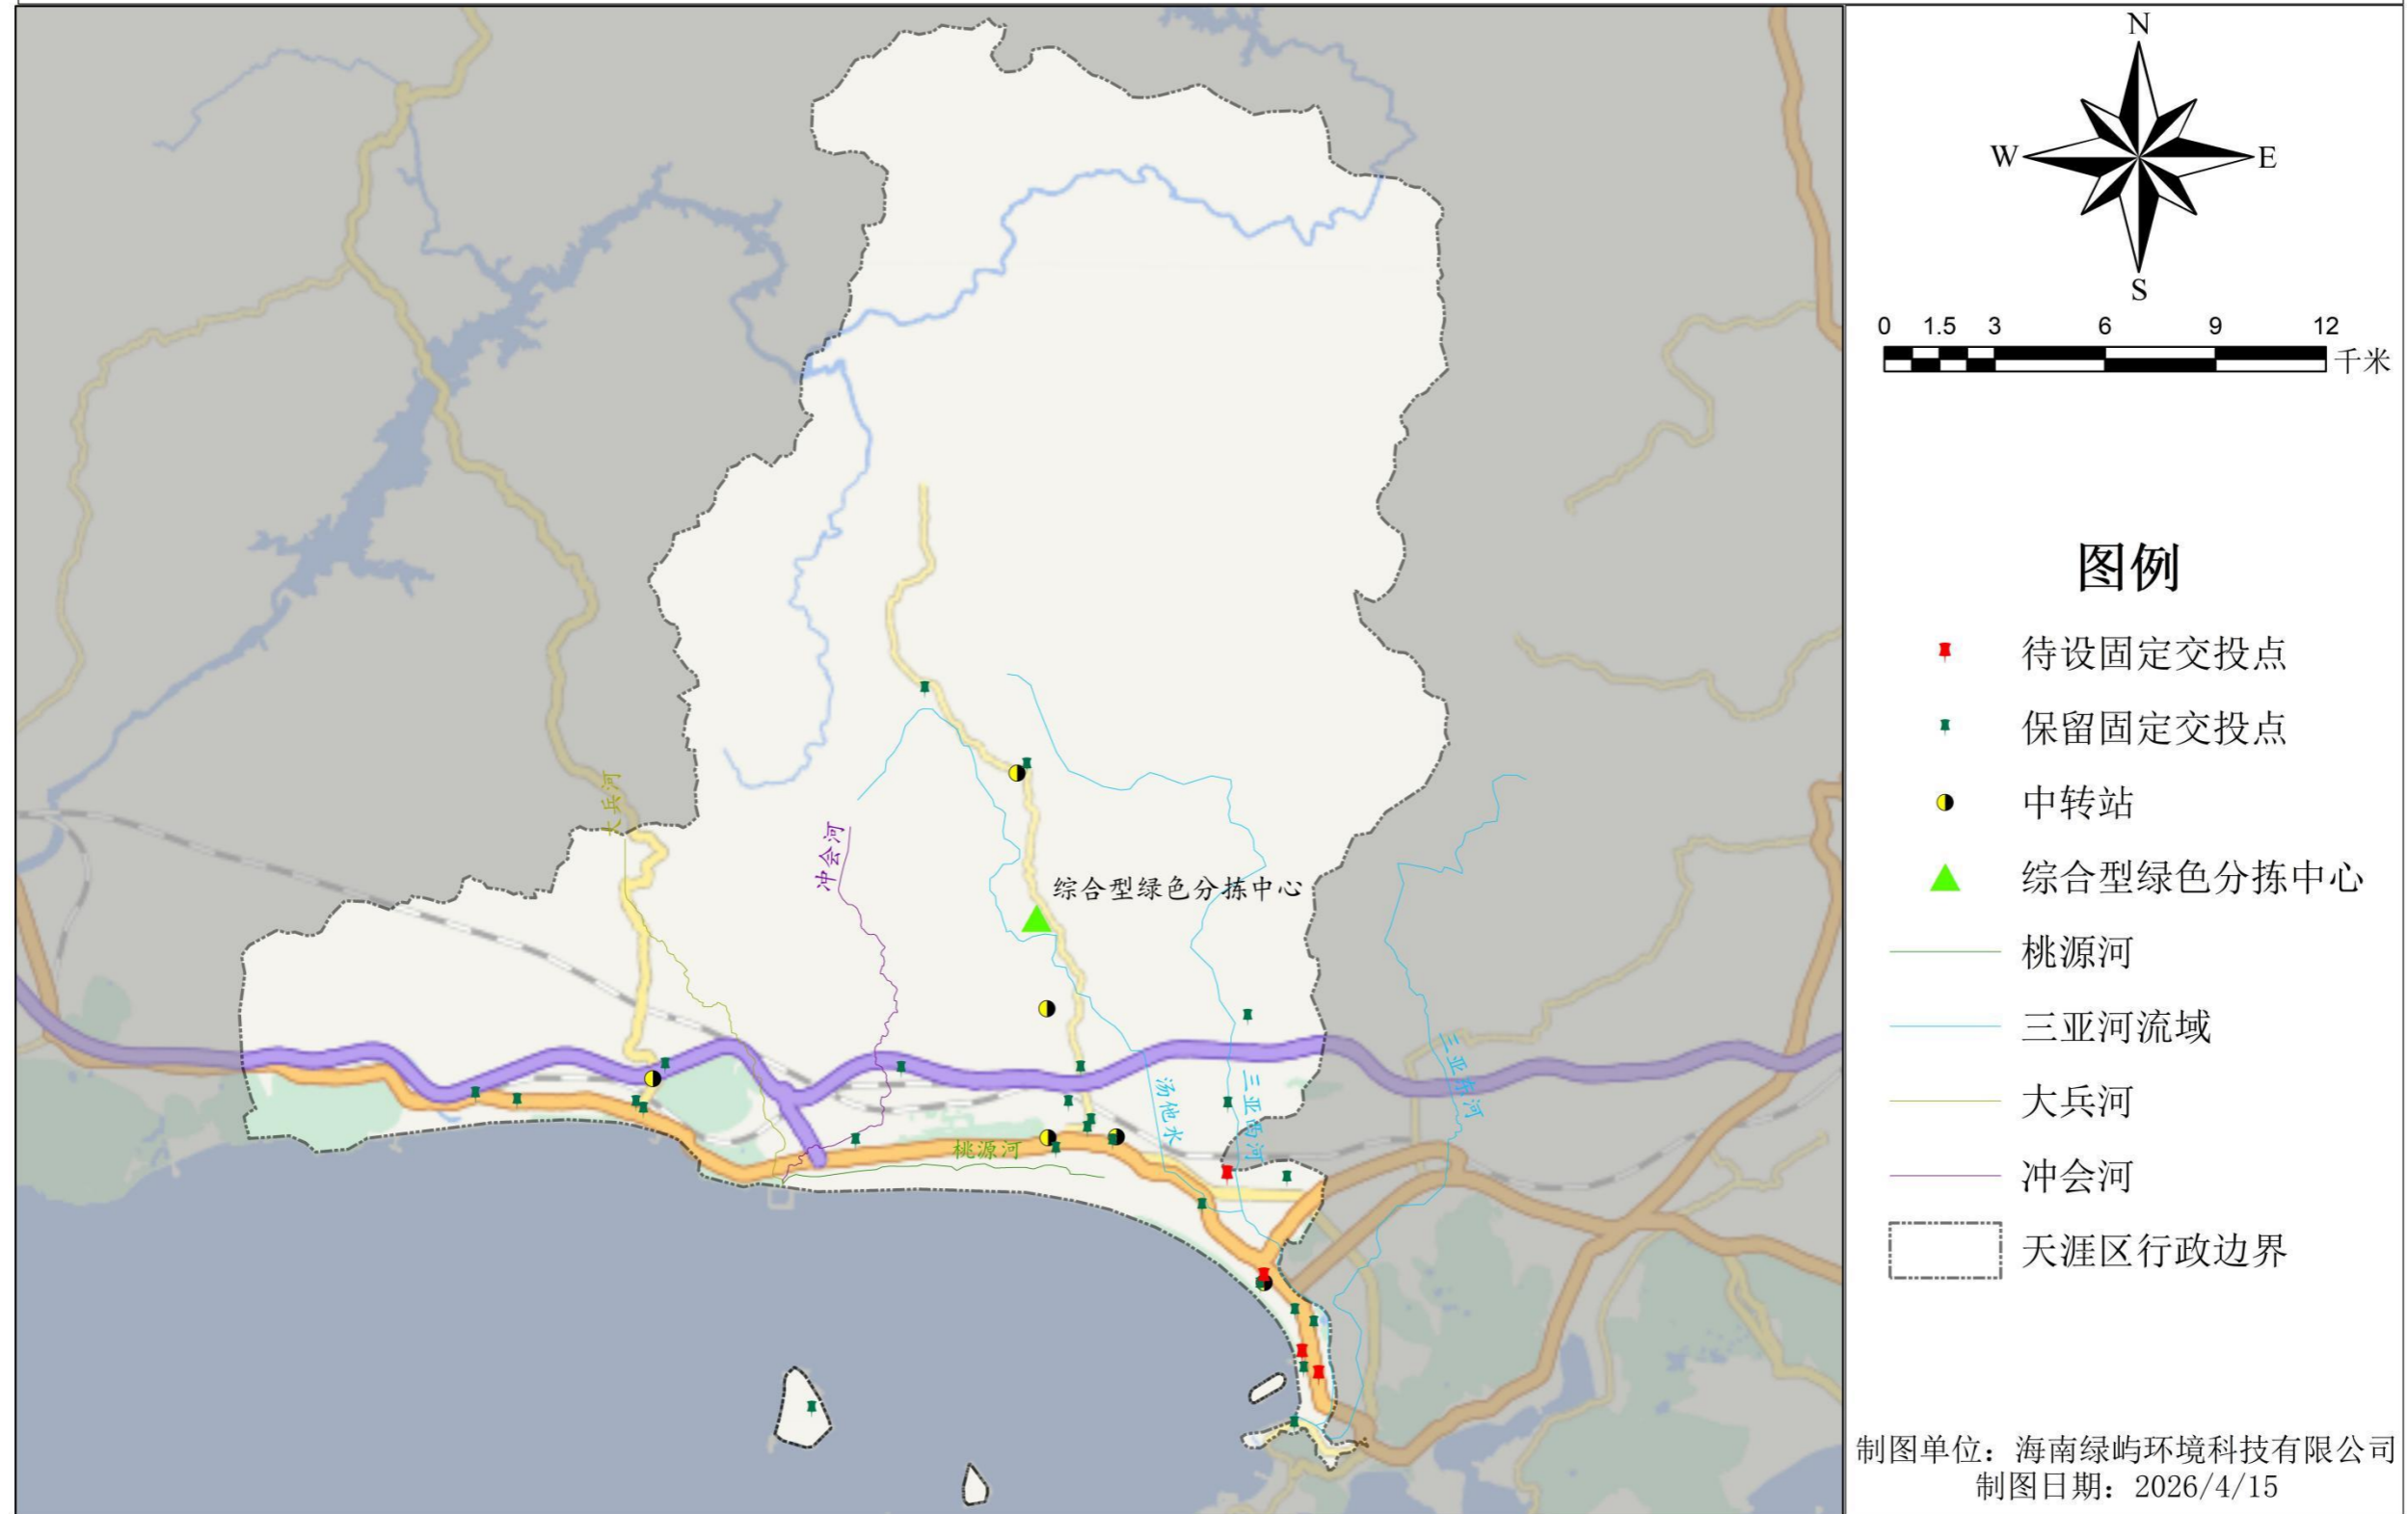 N
W
E
S
0 1.5 3 6 9 12
千米
图例
待设固定交投点
保留固定交投点
中转站
综合型绿色分拣中心
桃源河
三亚河流域
大兵河
冲会河
天涯区行政边界
制图单位：海南绿屿环境科技有限公司
制图日期：2026/4/15
大兵河
冲会河
综合型绿色分拣中心
桃源河
汤他水
三亚西河
三亚东河